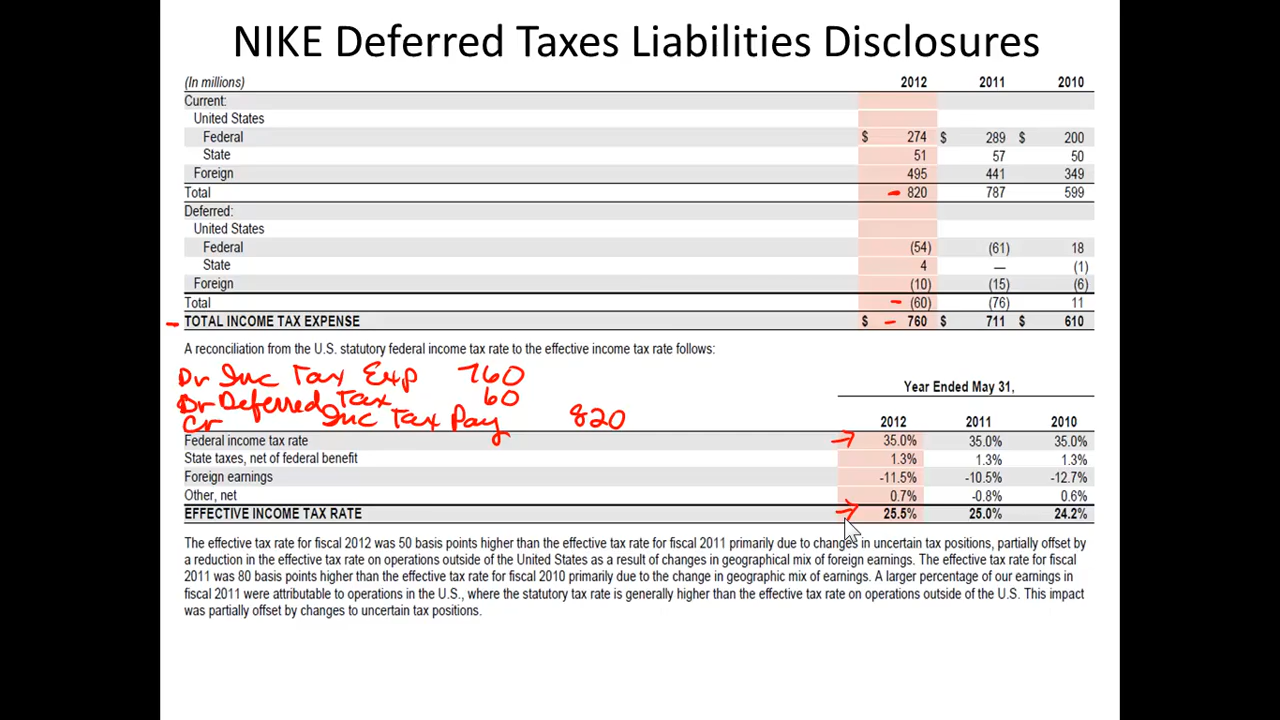 NIKE Deferred Taxes Liabilities Disclosures
(In millions) 2012 2011 2010
Current:
United States
Federal $ 274 $ 289 $ 200
State 51 57 50
Foreign 495 441 349
Total 820 787 599
Deferred:
United States
Federal (54) (61) 18
State 4 — (1)
Foreign (10) (15) (6)
Total (60) (76) 11
TOTAL INCOME TAX EXPENSE $ 760 $ 711 $ 610
A reconciliation from the U.S. statutory federal income tax rate to the effective income tax rate follows:
Dr Inc Tax Exp 760
Dr Deferred Tax 60
Cr Inc Tax Pay 820
Year Ended May 31,
2012 2011 2010
Federal income tax rate 35.0% 35.0% 35.0%
State taxes, net of federal benefit 1.3% 1.3% 1.3%
Foreign earnings -11.5% -10.5% -12.7%
Other, net 0.7% -0.8% 0.6%
EFFECTIVE INCOME TAX RATE 25.5% 25.0% 24.2%
The effective tax rate for fiscal 2012 was 50 basis points higher than the effective tax rate for fiscal 2011 primarily due to changes in uncertain tax positions, partially offset by
a reduction in the effective tax rate on operations outside of the United States as a result of changes in geographical mix of foreign earnings. The effective tax rate for fiscal
2011 was 80 basis points higher than the effective tax rate for fiscal 2010 primarily due to the change in geographic mix of earnings. A larger percentage of our earnings in
fiscal 2011 were attributable to operations in the U.S., where the statutory tax rate is generally higher than the effective tax rate on operations outside of the U.S. This impact
was partially offset by changes to uncertain tax positions.